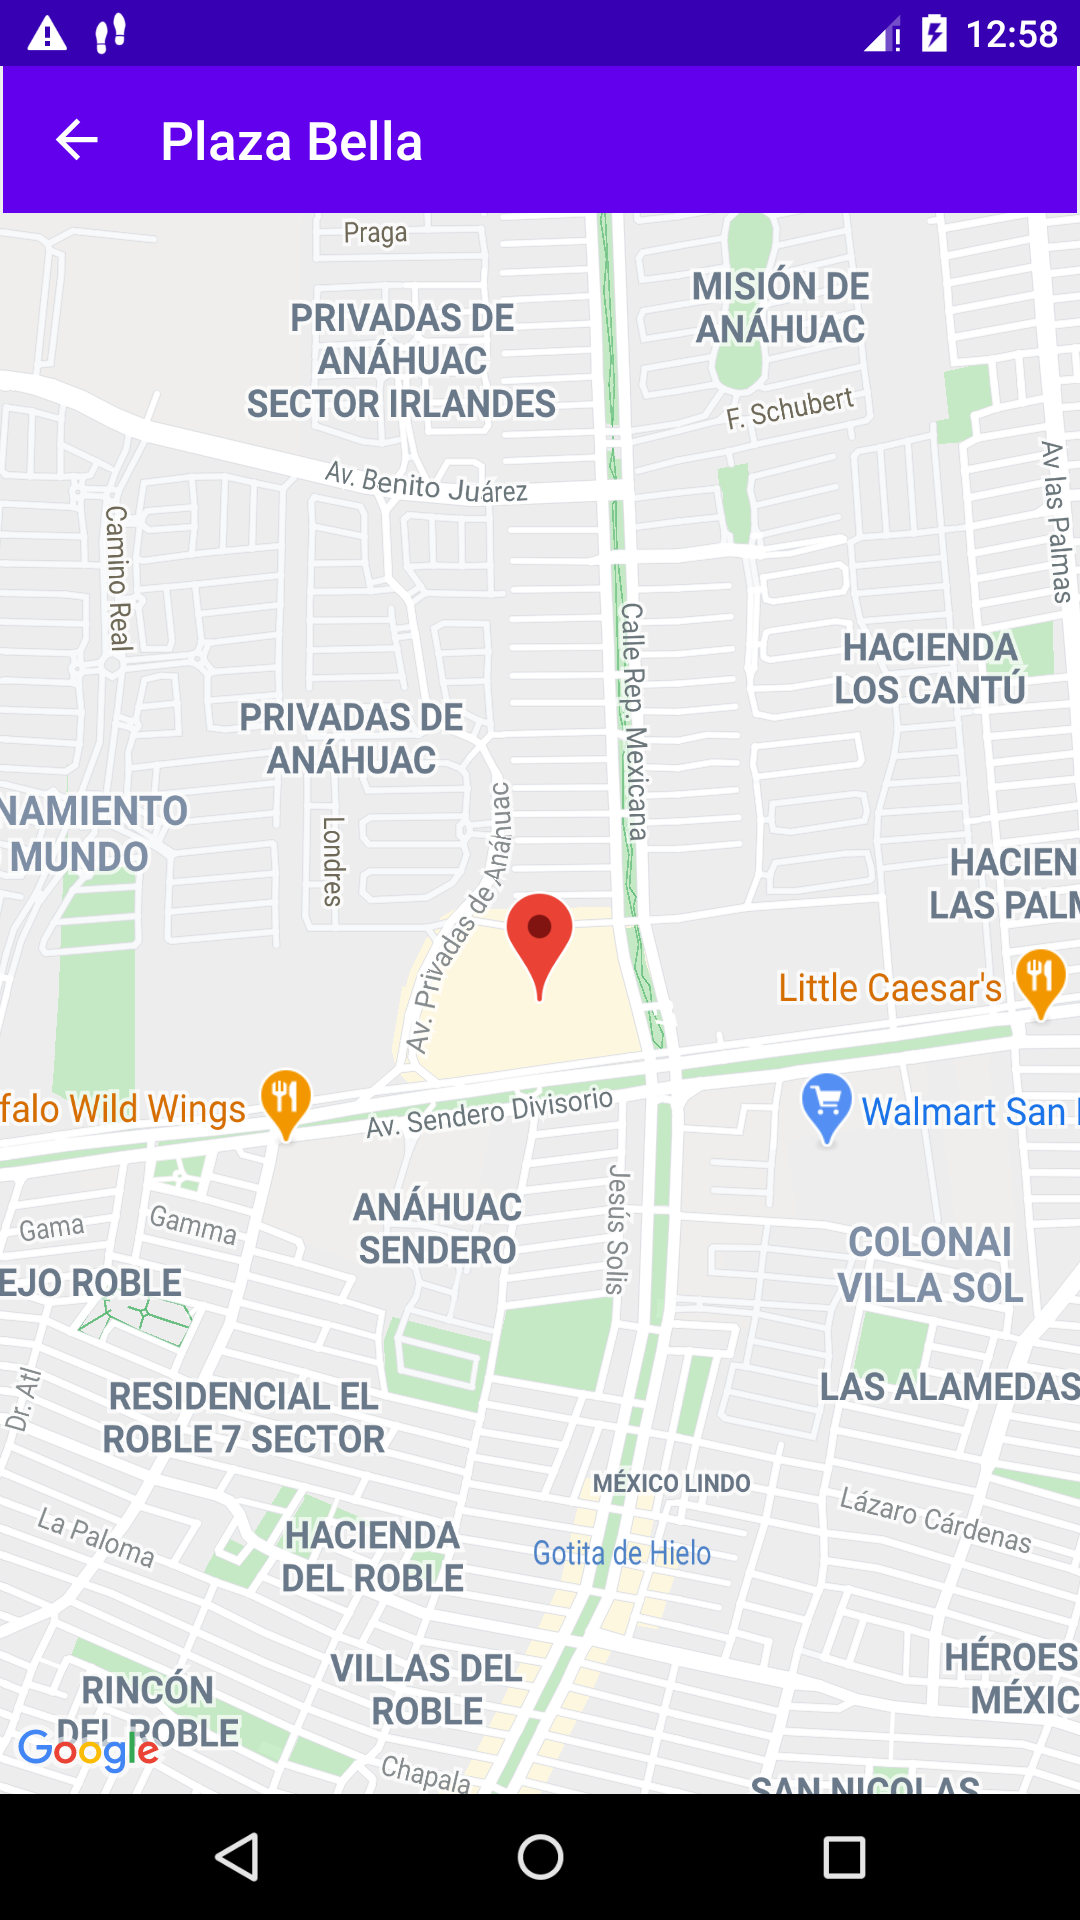 12:58
Plaza Bella
Praga
MISIÓN DE
ANÁHUAC
PRIVADAS DE
ANÁHUAC
SECTOR IRLANDES
F. Schubert
Av. Benito Juárez
Av las Palmas
Camino Real
Calle Rep. Mexicana
HACIENDA
LOS CANTÚ
PRIVADAS DE
ANÁHUAC
NAMIENTO
MUNDO
Londres
Av. Privadas de Anáhuac
HACIEN
LAS PALM
Little Caesar's
falo Wild Wings
Av. Sendero Divisorio
Walmart San
Jesús Solis
Gama
Gamma
ANÁHUAC
SENDERO
COLONAI
VILLA SOL
EJO ROBLE
Dr. Atl
RESIDENCIAL EL
ROBLE 7 SECTOR
LAS ALAMEDAS
MÉXICO LINDO
Lázaro Cárdenas
La Paloma
HACIENDA
DEL ROBLE
Gotita de Hielo
HÉROES
MÉXIC
VILLAS DEL
ROBLE
RINCÓN
DEL ROBLE
Google
Chapala
SAN NICOLAS